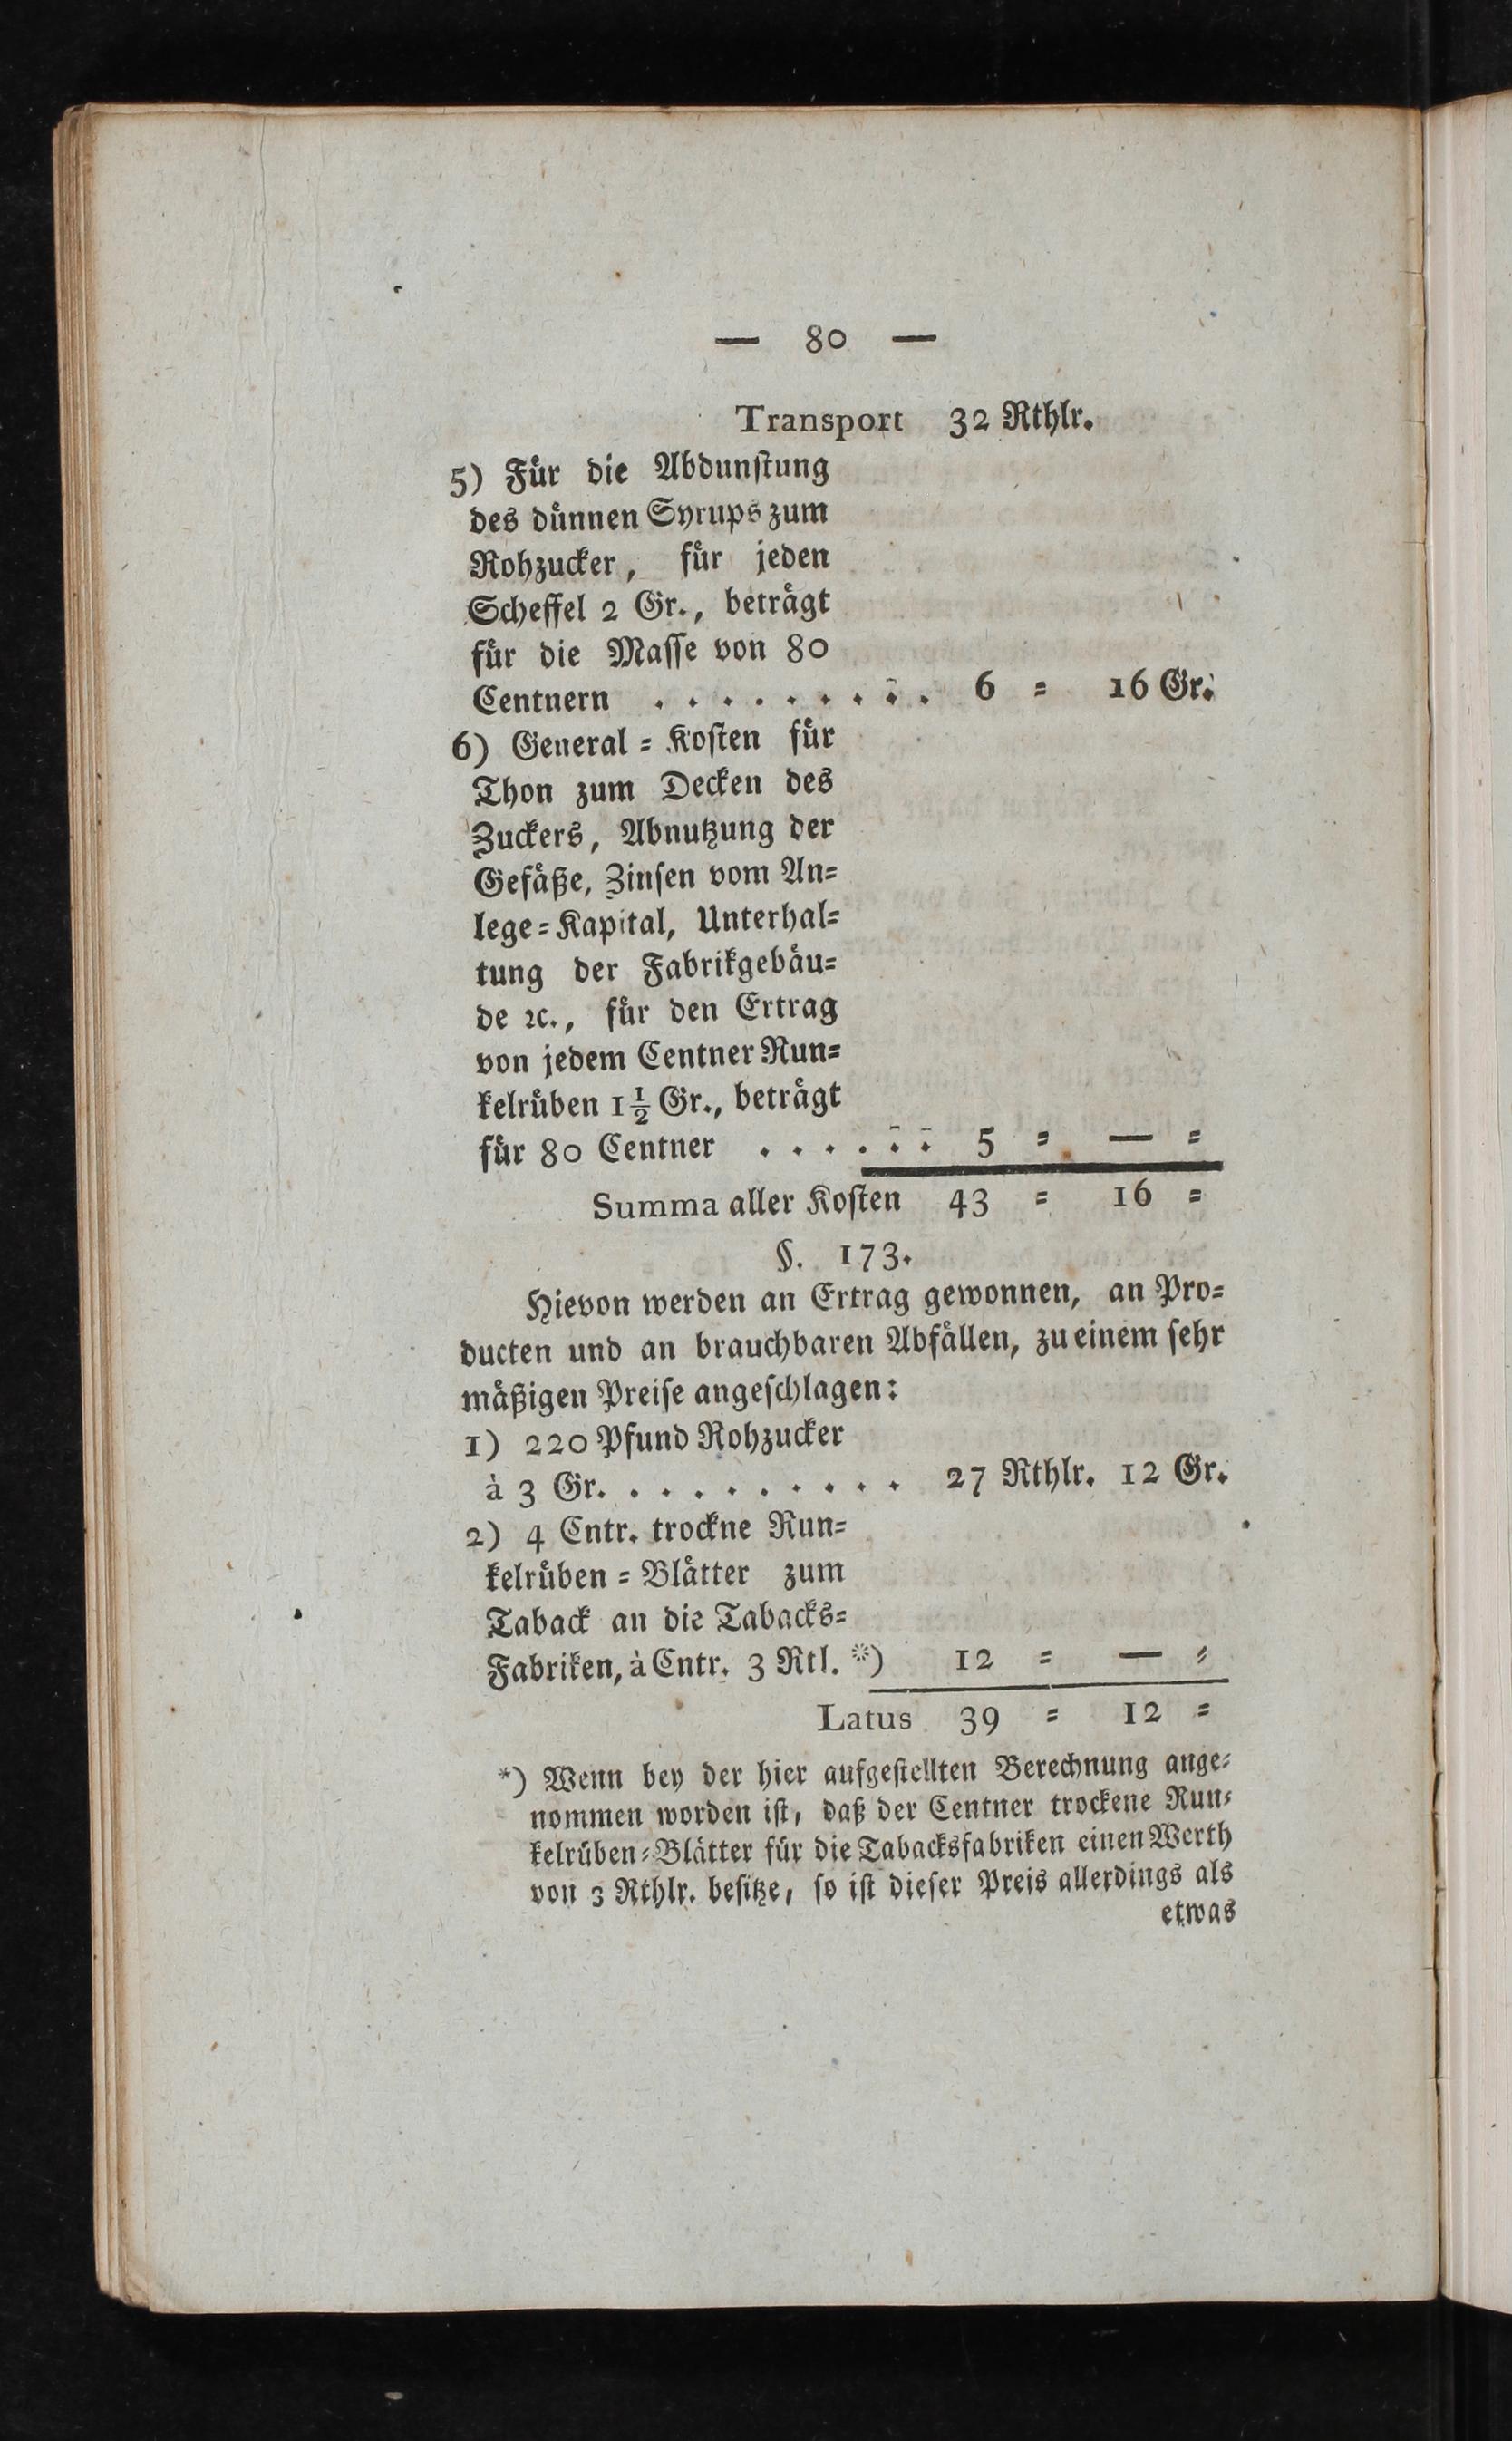 — 80 —
Transport 32 Rthlr.
5) Für die Abdunſtung
des dünnen Syrups zum
Rohzucker, für jeden
Scheffel 2 Gr., beträgt
für die Maſſe von 80
Centnern . . . . . . . . . 6 = 16 Gr.
6) General = Koſten für
Thon zum Decken des
Zuckers, Abnutzung der
Gefäße, Zinſen vom An=
lege=Kapital, Unterhal=
tung der Fabrikgebäu=
de ꝛc., für den Ertrag
von jedem Centner Run=
kelrüben 1½ Gr., beträgt
für 80 Centner . . . . . . 5 = — =
Summa aller Koſten 43 = 16 =
§. 173.
Hievon werden an Ertrag gewonnen, an Pro=
ducten und an brauchbaren Abfällen, zu einem ſehr
mäßigen Preiſe angeſchlagen:
1) 220 Pfund Rohzucker
à 3 Gr. . . . . . . . . . 27 Rthlr. 12 Gr.
2) 4 Cntr. trockne Run=
kelrüben = Blätter zum
Taback an die Tabacks=
Fabriken, à Cntr. 3 Rtl. *) 12 = — =
Latus 39 = 12 =
*) Wenn bey der hier aufgeſtellten Berechnung ange=
nommen worden iſt, daß der Centner trockene Run=
kelrüben=Blätter für die Tabacksfabriken einen Werth
von 3 Rthlr. beſitze, ſo iſt dieſer Preis allerdings als
etwas